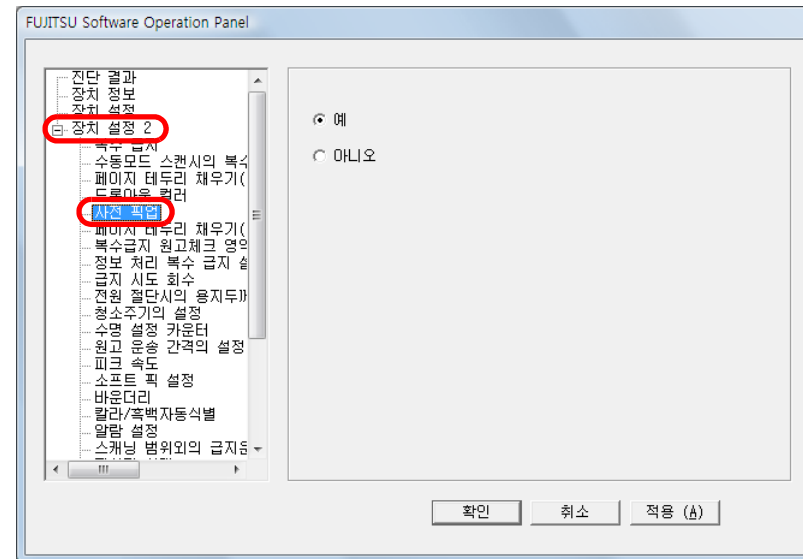 FUJITSU Software Operation Panel
진단 결과
장치 정보
장치 설정
장치 설정 2
복수 급지
수동모드 스캔시의 복수
페이지 테두리 채우기(
드롭아웃 컬러
사전 픽업
페이지 테두리 채우기(
복수급지 원고체크 영역
정보 처리 복수 급지 설
급지 시도 회수
전원 절단시의 용지두께
청소주기의 설정
수명 설정 카운터
원고 운송 간격의 설정
피크 속도
소프트 픽 설정
바운더리
칼라/흑백자동식별
알람 설정
스캐닝 범위외의 급지운
예
아니오
확인
취소
적용 (A)